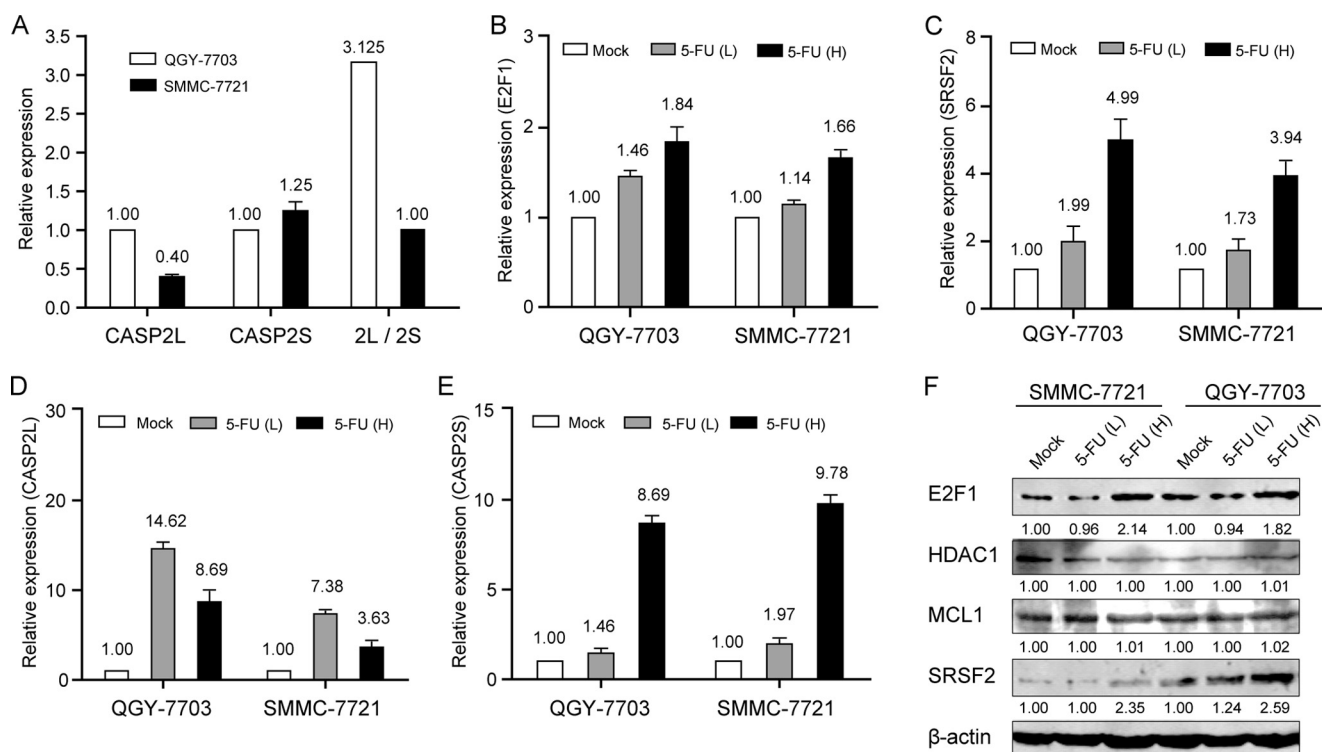 A
Relative expression
4.0
3.5
3.0
2.5
2.0
1.5
1.0
0.5
0.0
QGY-7703
SMMC-7721
1.00
0.40
1.00
1.25
3.125
1.00
CASP2L CASP2S 2L / 2S
B
Relative expression (E2F1)
3
2
1
0
Mock 5-FU (L) 5-FU (H)
1.00
1.46
1.84
1.00
1.14
1.66
QGY-7703 SMMC-7721
C
Relative expression (SRSF2)
8
6
4
2
0
Mock 5-FU (L) 5-FU (H)
1.00
1.99
4.99
1.00
1.73
3.94
QGY-7703 SMMC-7721
D
Relative expression (CASP2L)
30
20
10
0
Mock 5-FU (L) 5-FU (H)
1.00
14.62
8.69
1.00
7.38
3.63
QGY-7703 SMMC-7721
E
Relative expression (CASP2S)
15
10
5
0
Mock 5-FU (L) 5-FU (H)
1.00
1.46
8.69
1.00
1.97
9.78
QGY-7703 SMMC-7721
F
SMMC-7721 QGY-7703
Mock 5-FU (L) 5-FU (H) Mock 5-FU (L) 5-FU (H)
E2F1
1.00 0.96 2.14 1.00 0.94 1.82
HDAC1
1.00 1.00 1.00 1.00 1.00 1.01
MCL1
1.00 1.00 1.01 1.00 1.00 1.02
SRSF2
1.00 1.00 2.35 1.00 1.24 2.59
β-actin